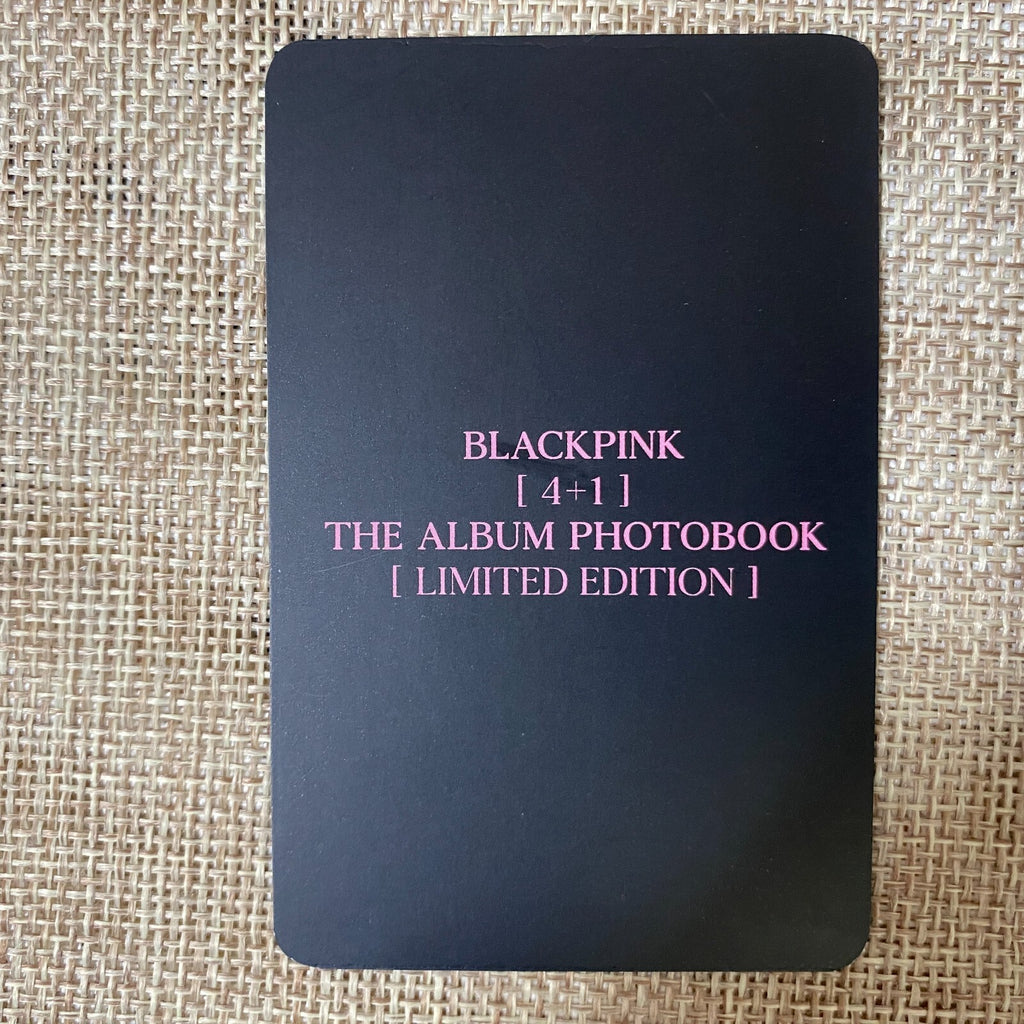 BLACKPINK
[ 4+1 ]
THE ALBUM PHOTOBOOK
[ LIMITED EDITION ]